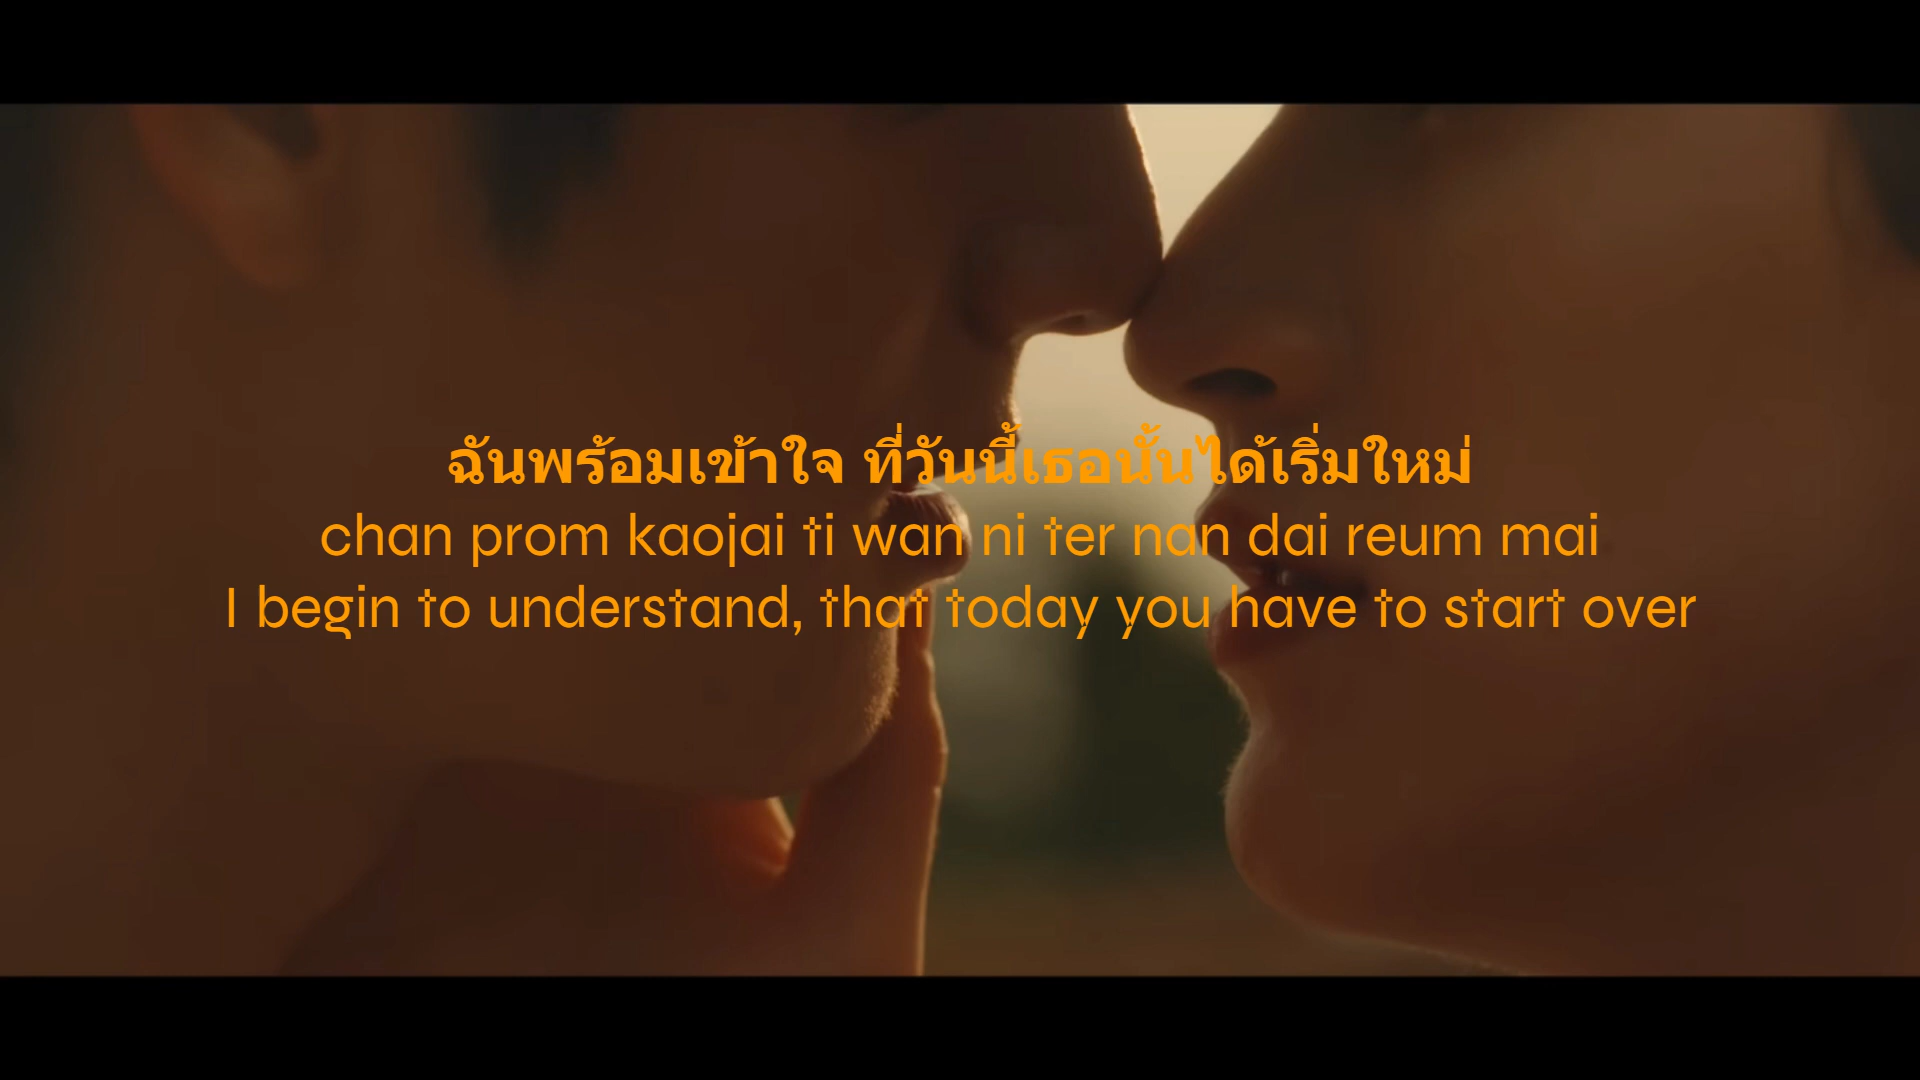 ฉันพร้อมเข้าใจ ที่วันนี้เธอนั้นได้เริ่มใหม่
chan prom kaojai ti wan ni ter nan dai reum mai
I begin to understand, that today you have to start over